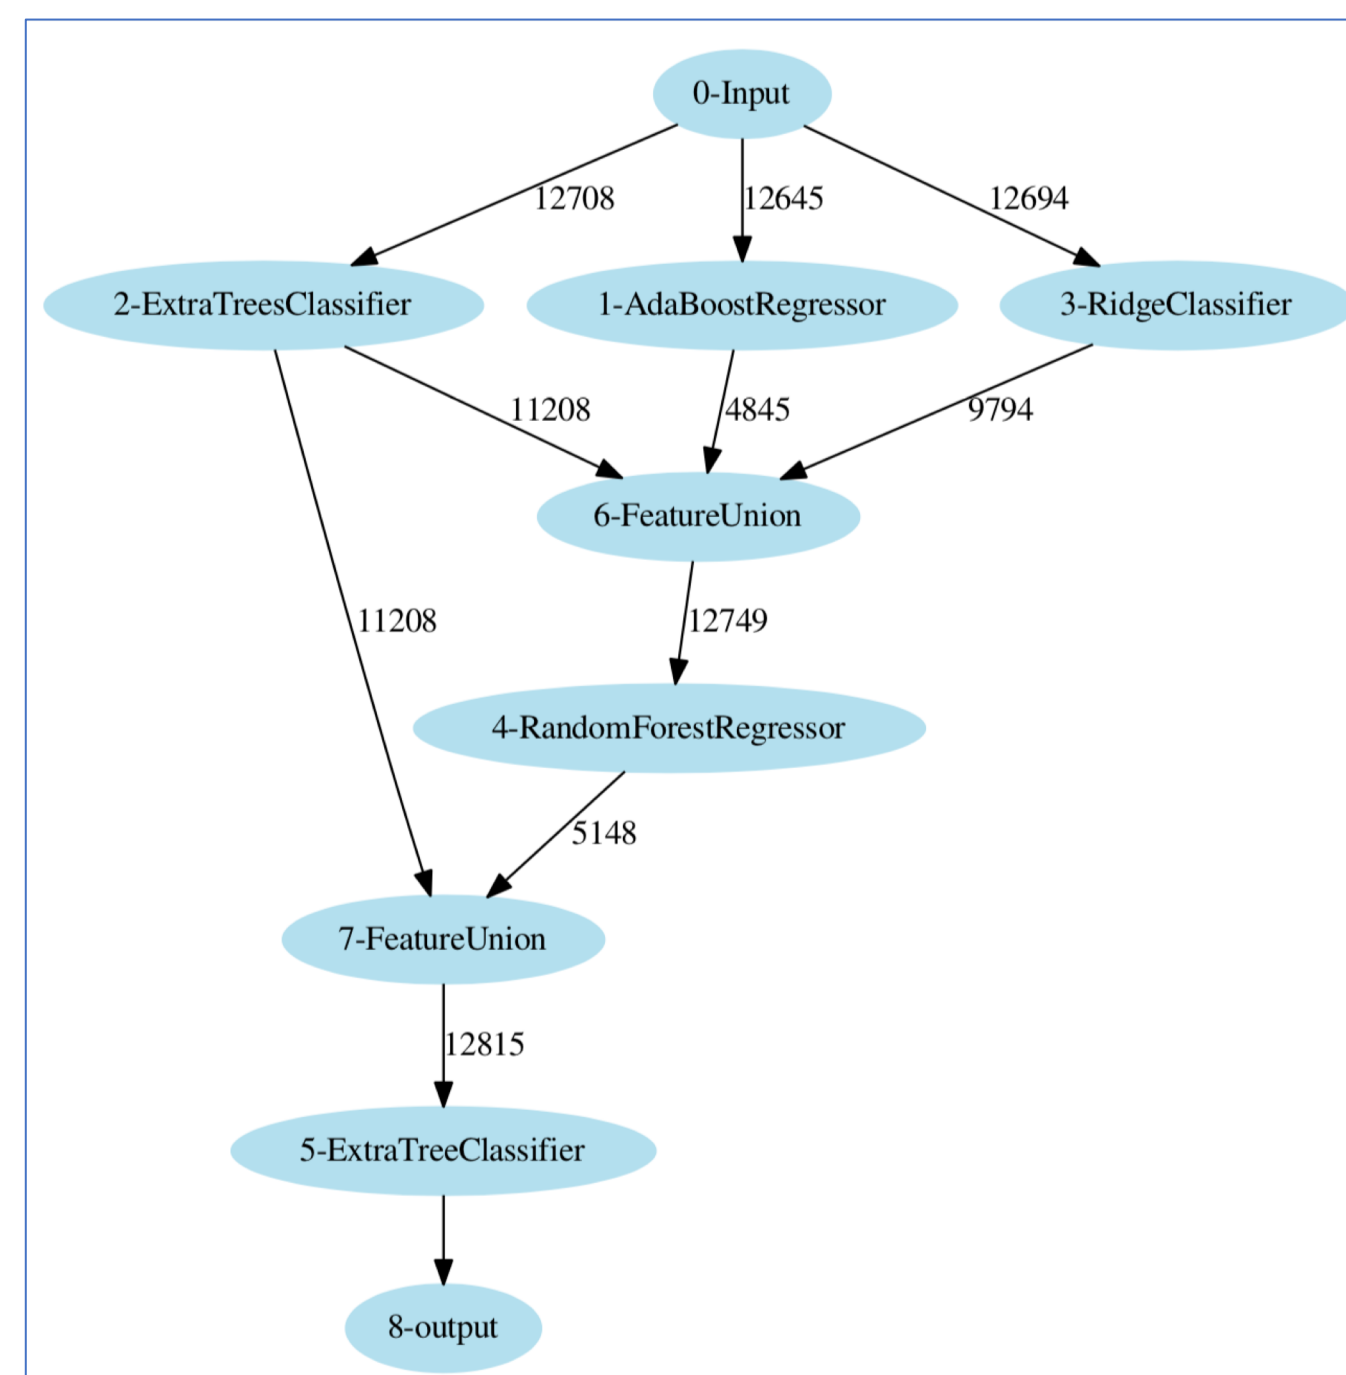 0-Input
12708
12645
12694
2-ExtraTreesClassifier
1-AdaBoostRegressor
3-RidgeClassifier
11208
4845
9794
6-FeatureUnion
11208
12749
4-RandomForestRegressor
5148
7-FeatureUnion
12815
5-ExtraTreeClassifier
8-output